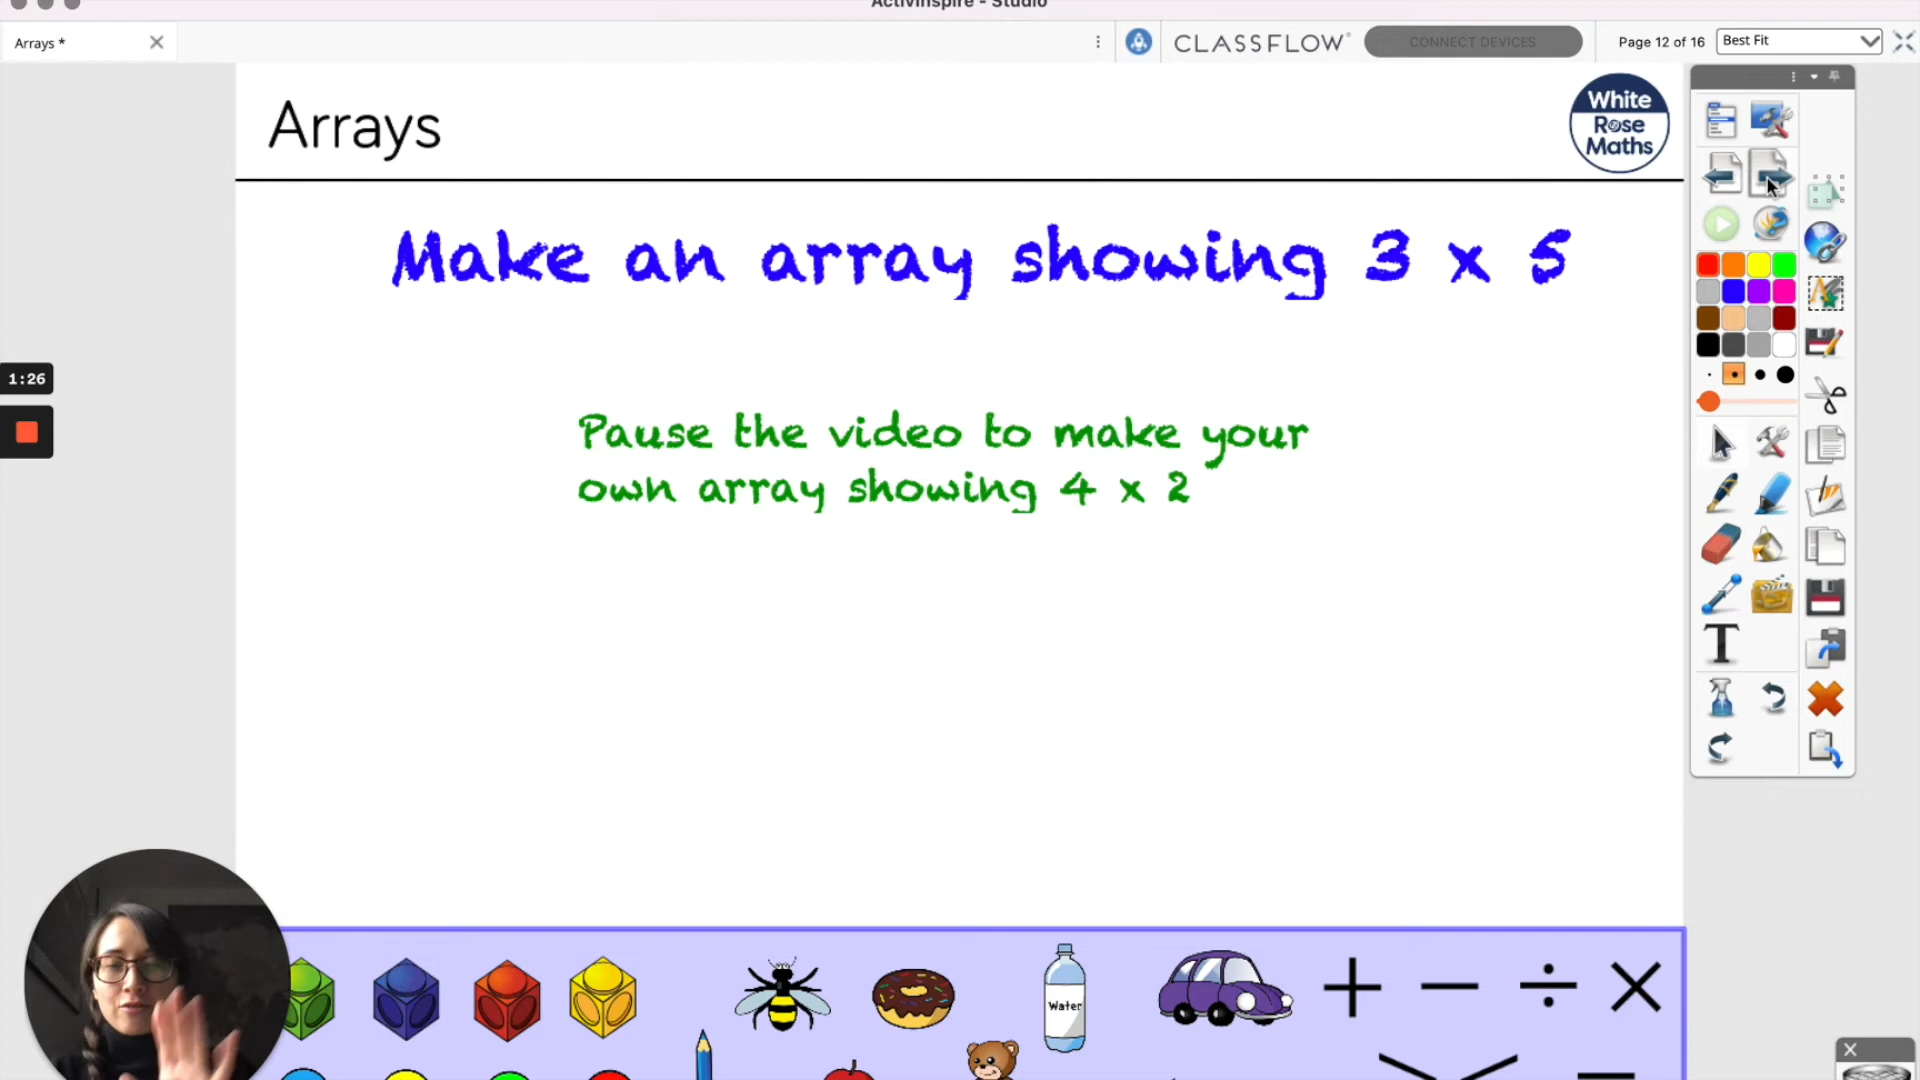 ActivInspire - Studio
Arrays *
CLASSFLOW
CONNECT DEVICES
Page 12 of 16
Best Fit
Arrays
White
Rose
Maths
Make an array showing 3 x 5
1:26
Pause the video to make your
own array showing 4 x 2
T
Water
+ − ÷ ×